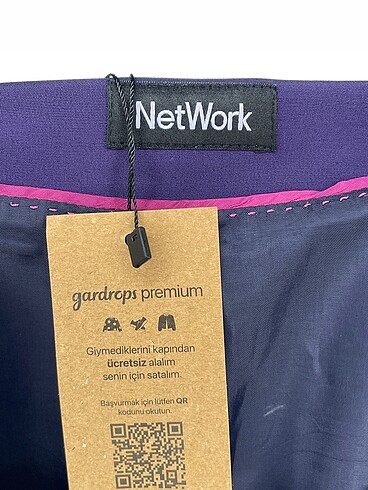 NetWork
gardrops premium
Giymediklerini kapından
ücretsiz alalım
senin için satalım.
Başvurmak için lütfen QR
kodunu okutun.